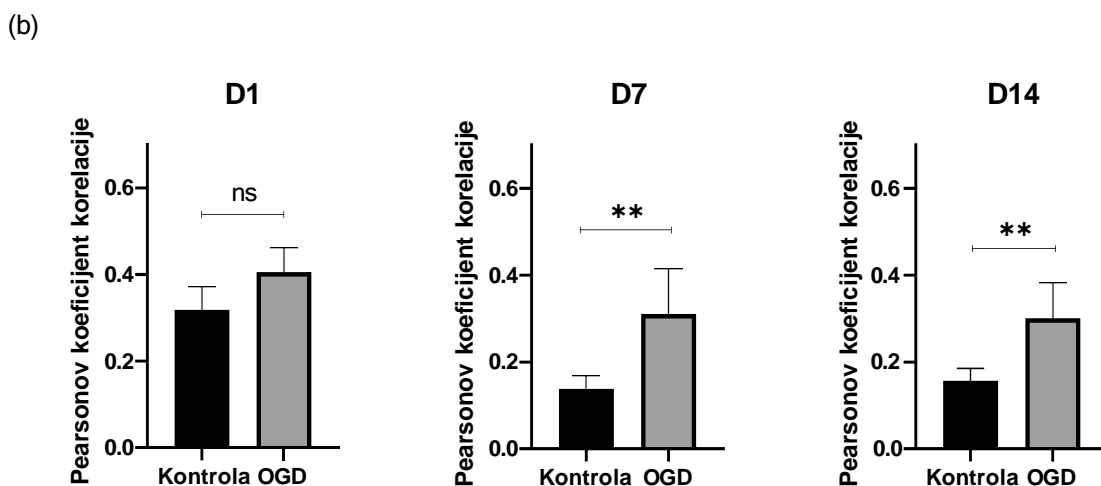 (b)
D1
Pearsonov koeficijent korelacije
0.6
0.4
0.2
0.0
ns
Kontrola OGD
D7
Pearsonov koeficijent korelacije
0.6
0.4
0.2
0.0
**
Kontrola OGD
D14
Pearsonov koeficijent korelacije
0.6
0.4
0.2
0.0
**
Kontrola OGD